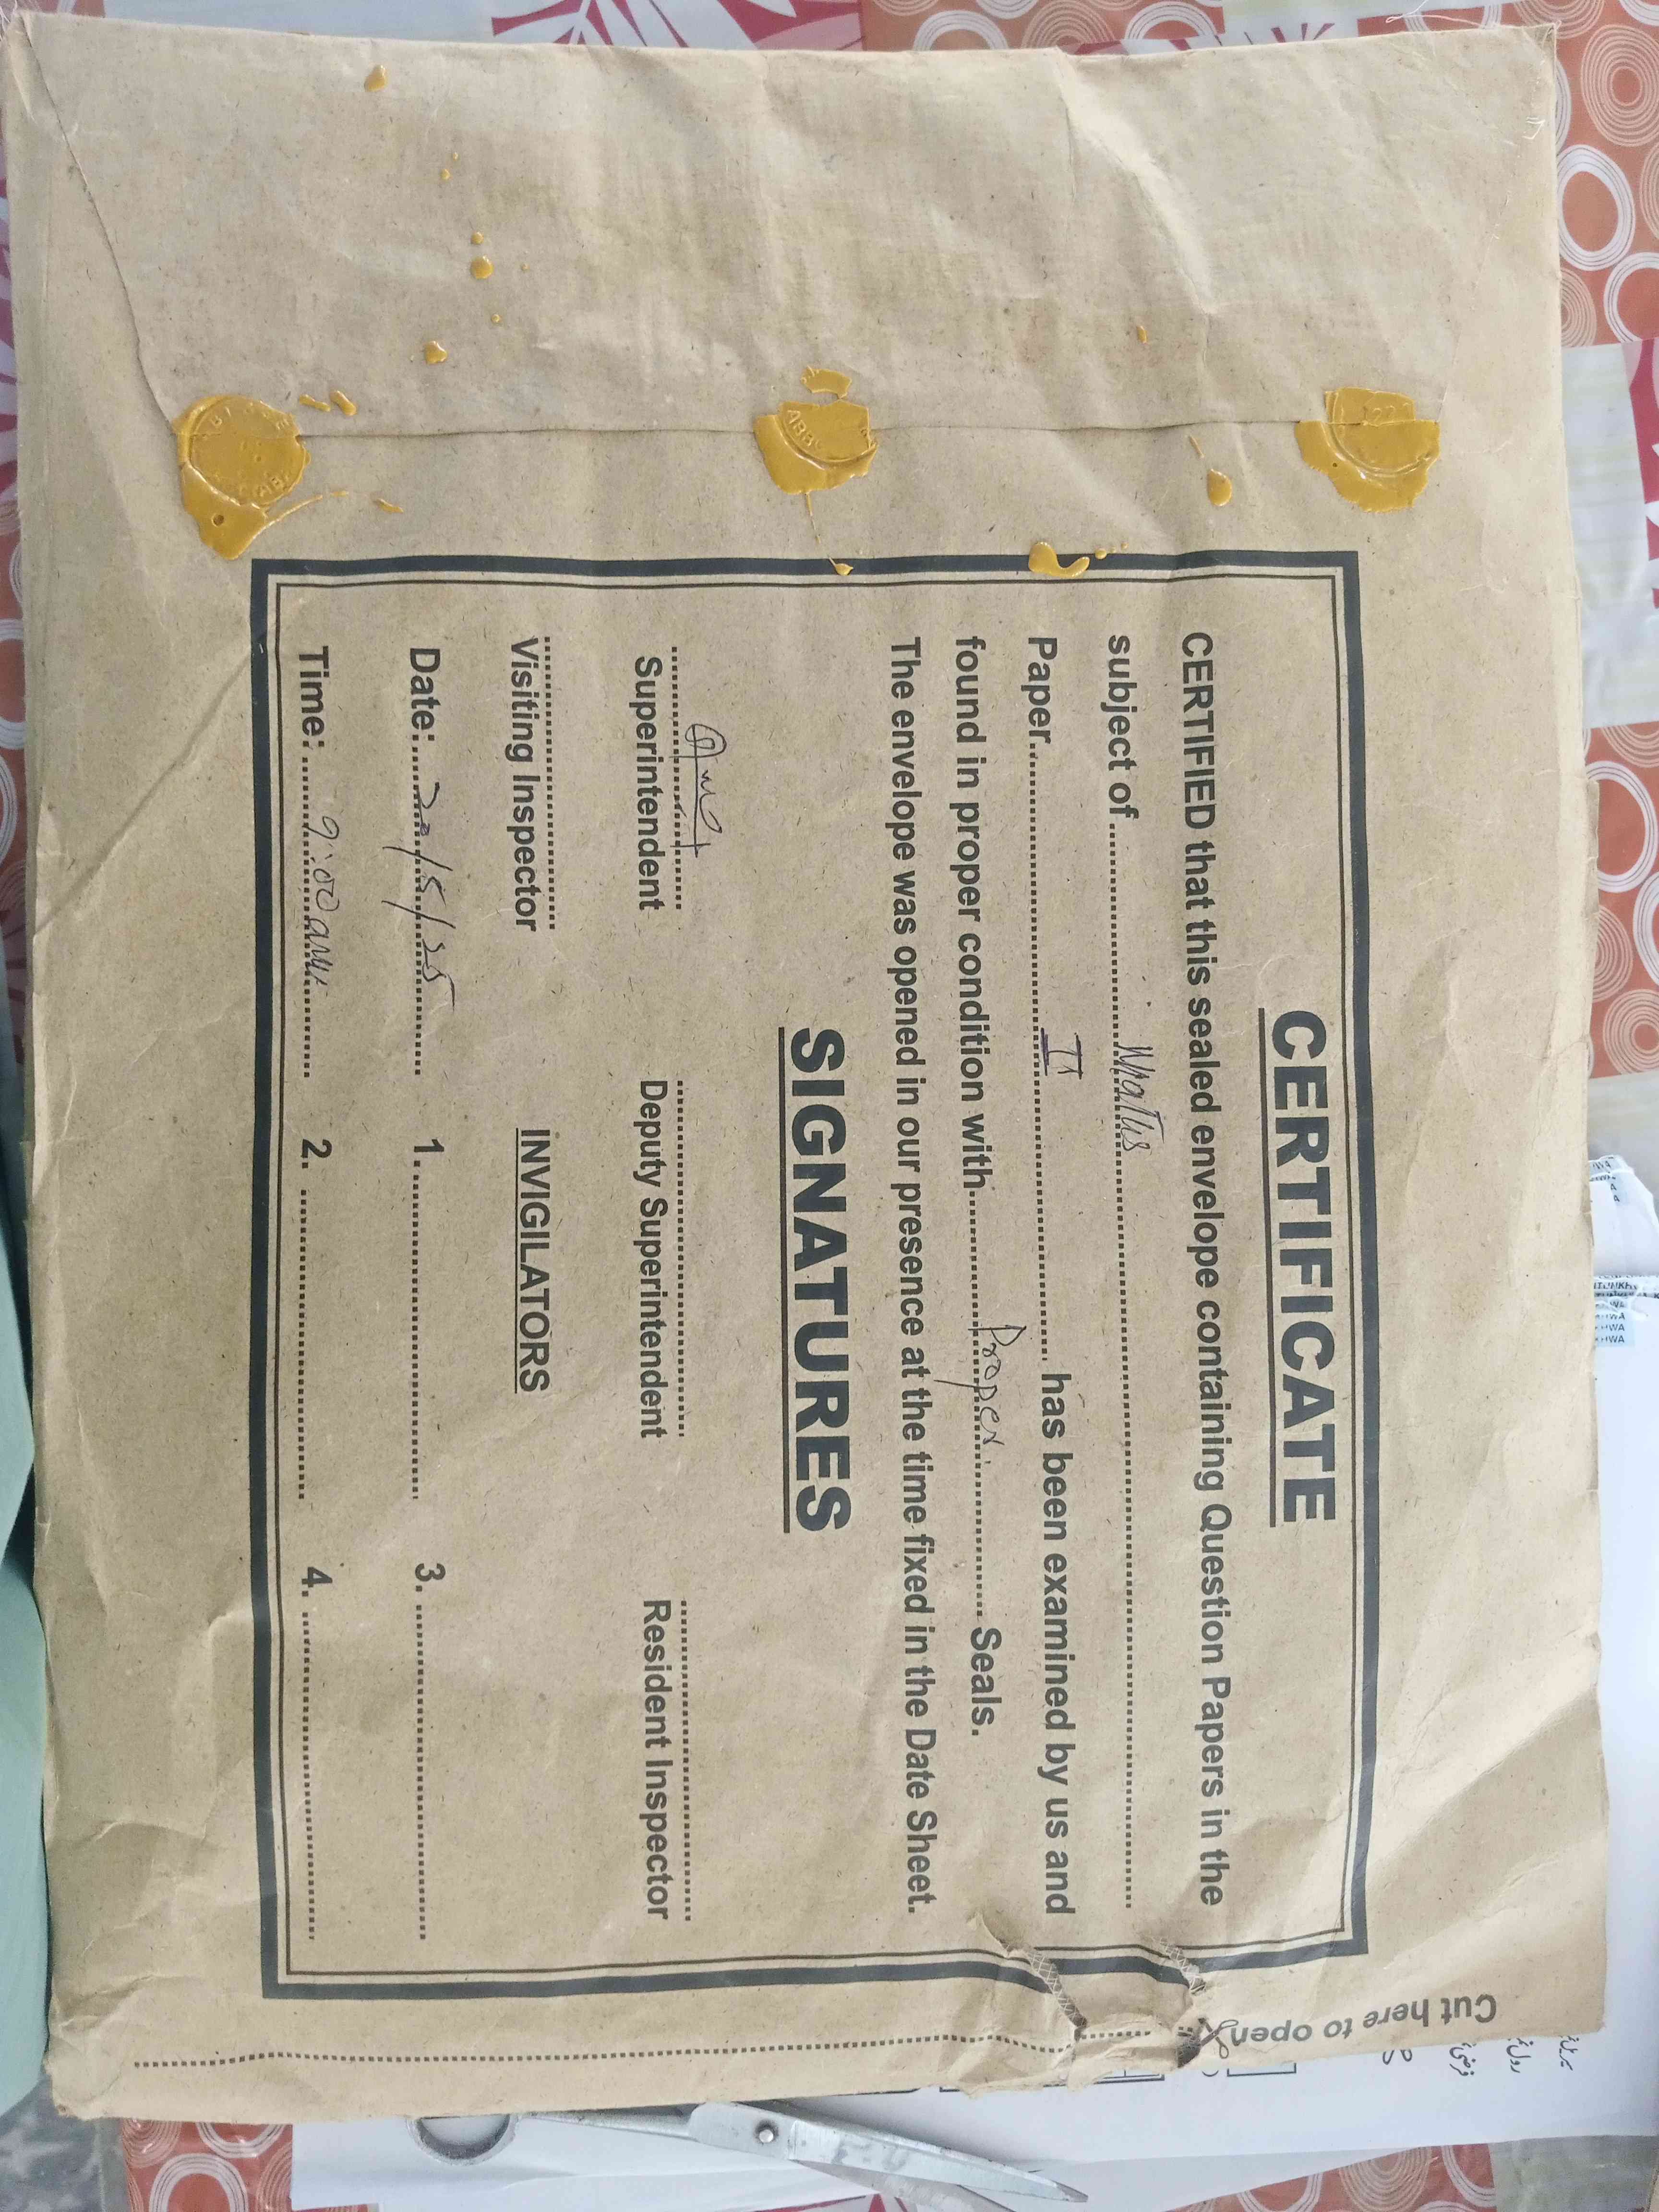 CERTIFICATE
CERTIFIED that this sealed envelope containing Question Papers in the
subject of.......... Maths ..........
Paper.......... II .......... has been examined by us and
found in proper condition with.......... Proper .......... Seals.
The envelope was opened in our presence at the time fixed in the Date Sheet.
SIGNATURES
Superintendent Deputy Superintendent Resident Inspector
Visiting Inspector INVIGILATORS
Date:.... 20/5/25 .... 1. .......... 3. ..........
Time: .... 9:00 am .... 2. .......... 4. ..........
Cut here to open